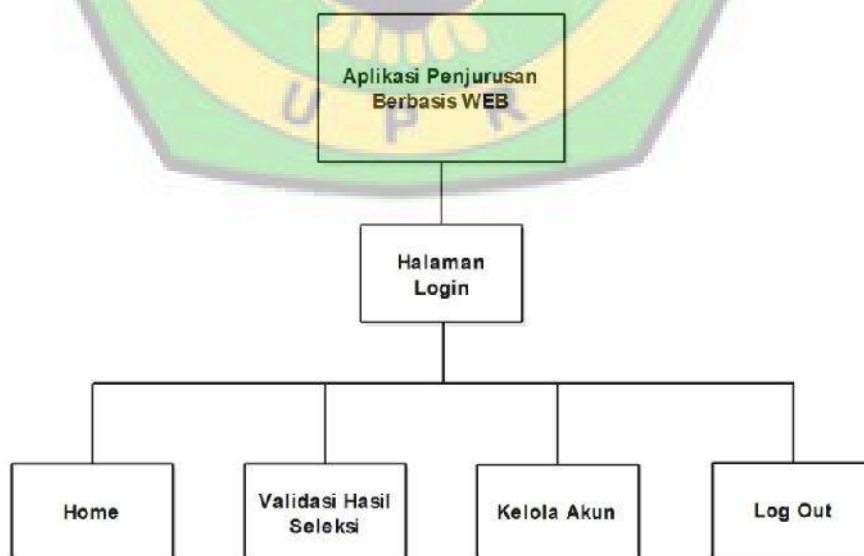 Aplikasi Penjurusan
Berbasis WEB
U P R
Halaman
Login
Home
Validasi Hasil
Seleksi
Kelola Akun
Log Out